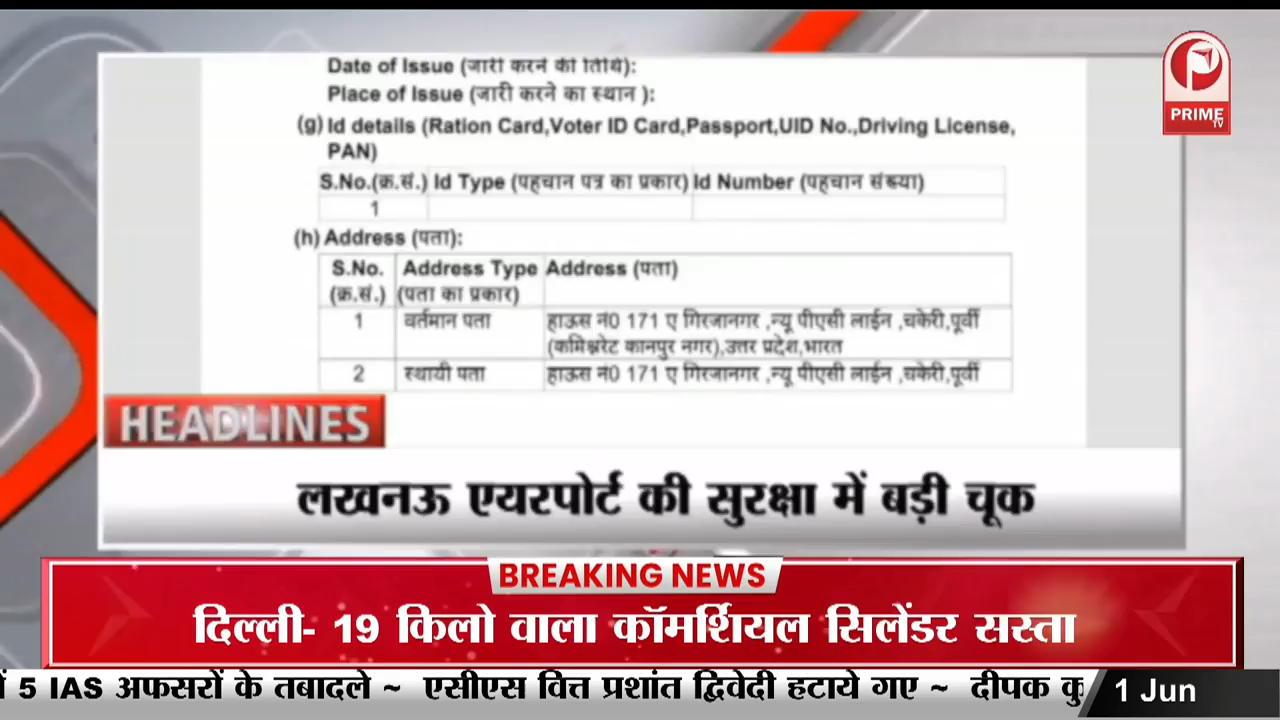 Date of Issue (जारी करने की तिथि):
Place of Issue (जारी करने का स्थान ):
(g) Id details (Ration Card,Voter ID Card,Passport,UID No.,Driving License,
PAN)
S.No.(क्र.सं.) Id Type (पहचान पत्र का प्रकार) Id Number (पहचान संख्या)
1
(h) Address (पता):
S.No. Address Type Address (पता)
(क्र.सं.) (पता का प्रकार)
1 वर्तमान पता हाऊस नं0 171 ए गिरजानगर ,न्यू पीएसी लाईन ,चकेरी,पूर्वी
(कमिश्नरेट कानपुर नगर),उत्तर प्रदेश,भारत
2 स्थायी पता हाऊस नं0 171 ए गिरजानगर ,न्यू पीएसी लाईन ,चकेरी,पूर्वी
PRIME
TV
HEADLINES
लखनऊ एयरपोर्ट की सुरक्षा में बड़ी चूक
BREAKING NEWS
दिल्ली- 19 किलो वाला कॉमर्शियल सिलेंडर सस्ता
5 IAS अफसरों के तबादले ~ एसीएस वित्त प्रशांत द्विवेदी हटाये गए ~ दीपक
1 Jun